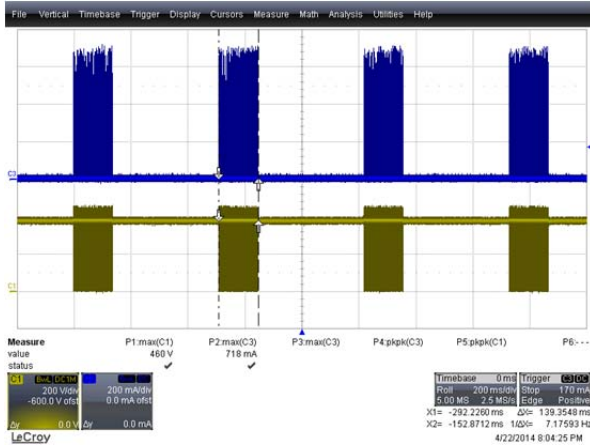 File Vertical Timebase Trigger Display Cursors Measure Math Analysis Utilities Help
C3
C1
Measure P1:max(C1) P2:max(C3) P3:max(C3) P4:pkpk(C3) P5:pkpk(C1) P6:- - -
value 460 V 718 mA
status
C1 BwL DC1M
200 V/div
-600.0 V ofst
Δy 0.0 V
200 mA/div
0.0 mA ofst
Δy 0.0 mA
Timebase 0 ms
Roll 200 ms/div
5.00 MS 2.5 MS/s
Trigger C3 DC
Stop 170 mA
Edge Positive
X1= -292.2260 ms ΔX= 139.3548 ms
X2= -152.8712 ms 1/ΔX= 7.17593 Hz
LeCroy
4/22/2014 8:04:25 PM